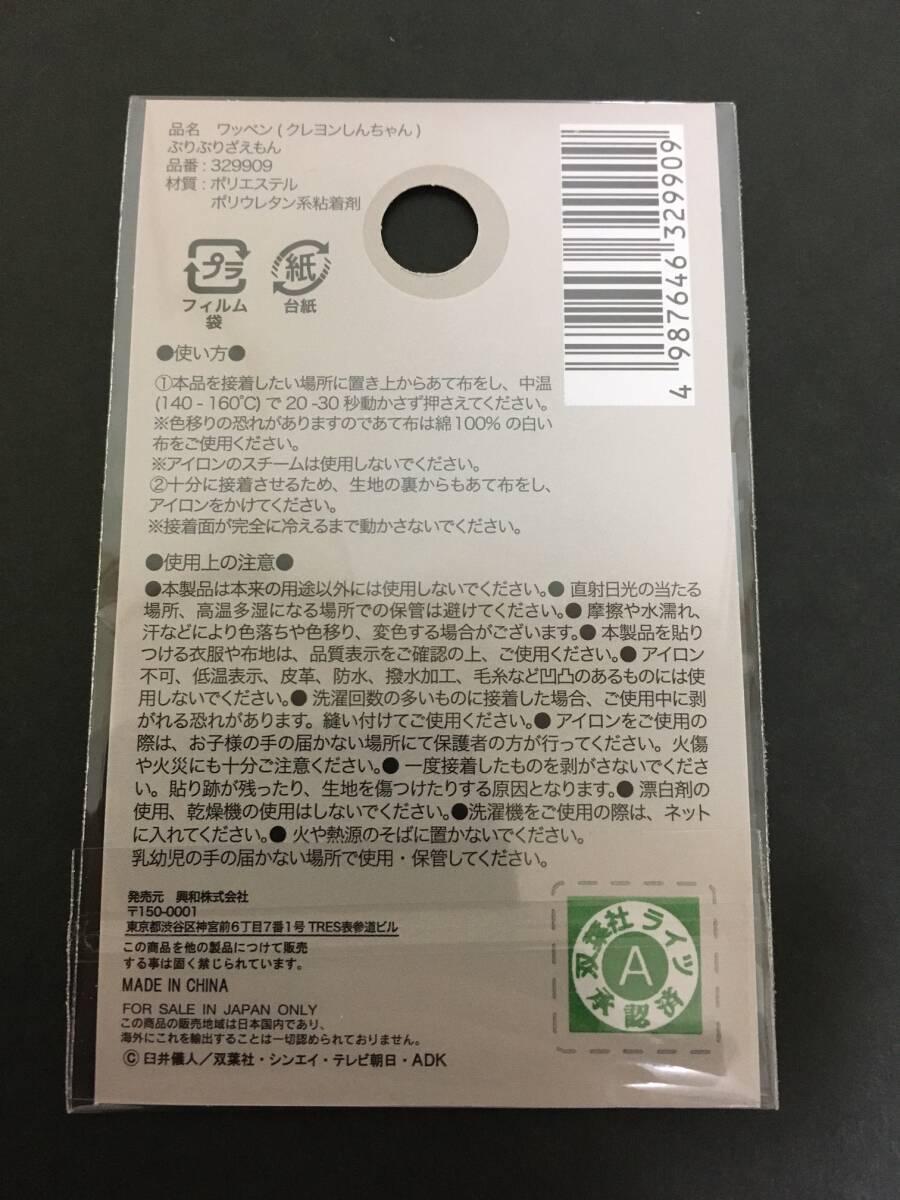 品名　ワッペン ( クレヨンしんちゃん )
ぶりぶりざえもん
品番 : 329909
材質 : ポリエステル
ポリウレタン系粘着剤
プラ
フィルム
袋
紙
台紙
4 987646 329909
●使い方●
①本品を接着したい場所に置き上からあて布をし、中温
(140 - 160℃) で 20 -30 秒動かさず押さえてください。
※色移りの恐れがありますのであて布は綿100% の白い
布をご使用ください。
※アイロンのスチームは使用しないでください。
②十分に接着させるため、生地の裏からもあて布をし、
アイロンをかけてください。
※接着面が完全に冷えるまで動かさないでください。
●使用上の注意●
●本製品は本来の用途以外には使用しないでください。● 直射日光の当たる
場所、高温多湿になる場所での保管は避けてください。● 摩擦や水濡れ、
汗などにより色落ちや色移り、変色する場合がございます。● 本製品を貼り
つける衣服や布地は、品質表示をご確認の上、ご使用ください。● アイロン
不可、低温表示、皮革、防水、撥水加工、毛糸など凹凸のあるものには使
用しないでください。● 洗濯回数の多いものに接着した場合、ご使用中に剥
がれる恐れがあります。縫い付けてご使用ください。● アイロンをご使用の
際は、お子様の手の届かない場所にて保護者の方が行ってください。火傷
や火災にも十分ご注意ください。● 一度接着したものを剥がさないでくださ
い。貼り跡が残ったり、生地を傷つけたりする原因となります。● 漂白剤の
使用、乾燥機の使用はしないでください。●洗濯機をご使用の際は、ネット
に入れてください。● 火や熱源のそばに置かないでください。
乳幼児の手の届かない場所で使用・保管してください。
発売元　興和株式会社
〒150-0001
東京都渋谷区神宮前6丁目7番1号 TRES表参道ビル
この商品を他の製品につけて販売
する事は固く禁じられています。
MADE IN CHINA
FOR SALE IN JAPAN ONLY
この商品の販売地域は日本国内であり、
海外にこれを輸出することは一切認められておりません。
© 臼井儀人／双葉社・シンエイ・テレビ朝日・ADK
双葉社 ライツ
A
承認済